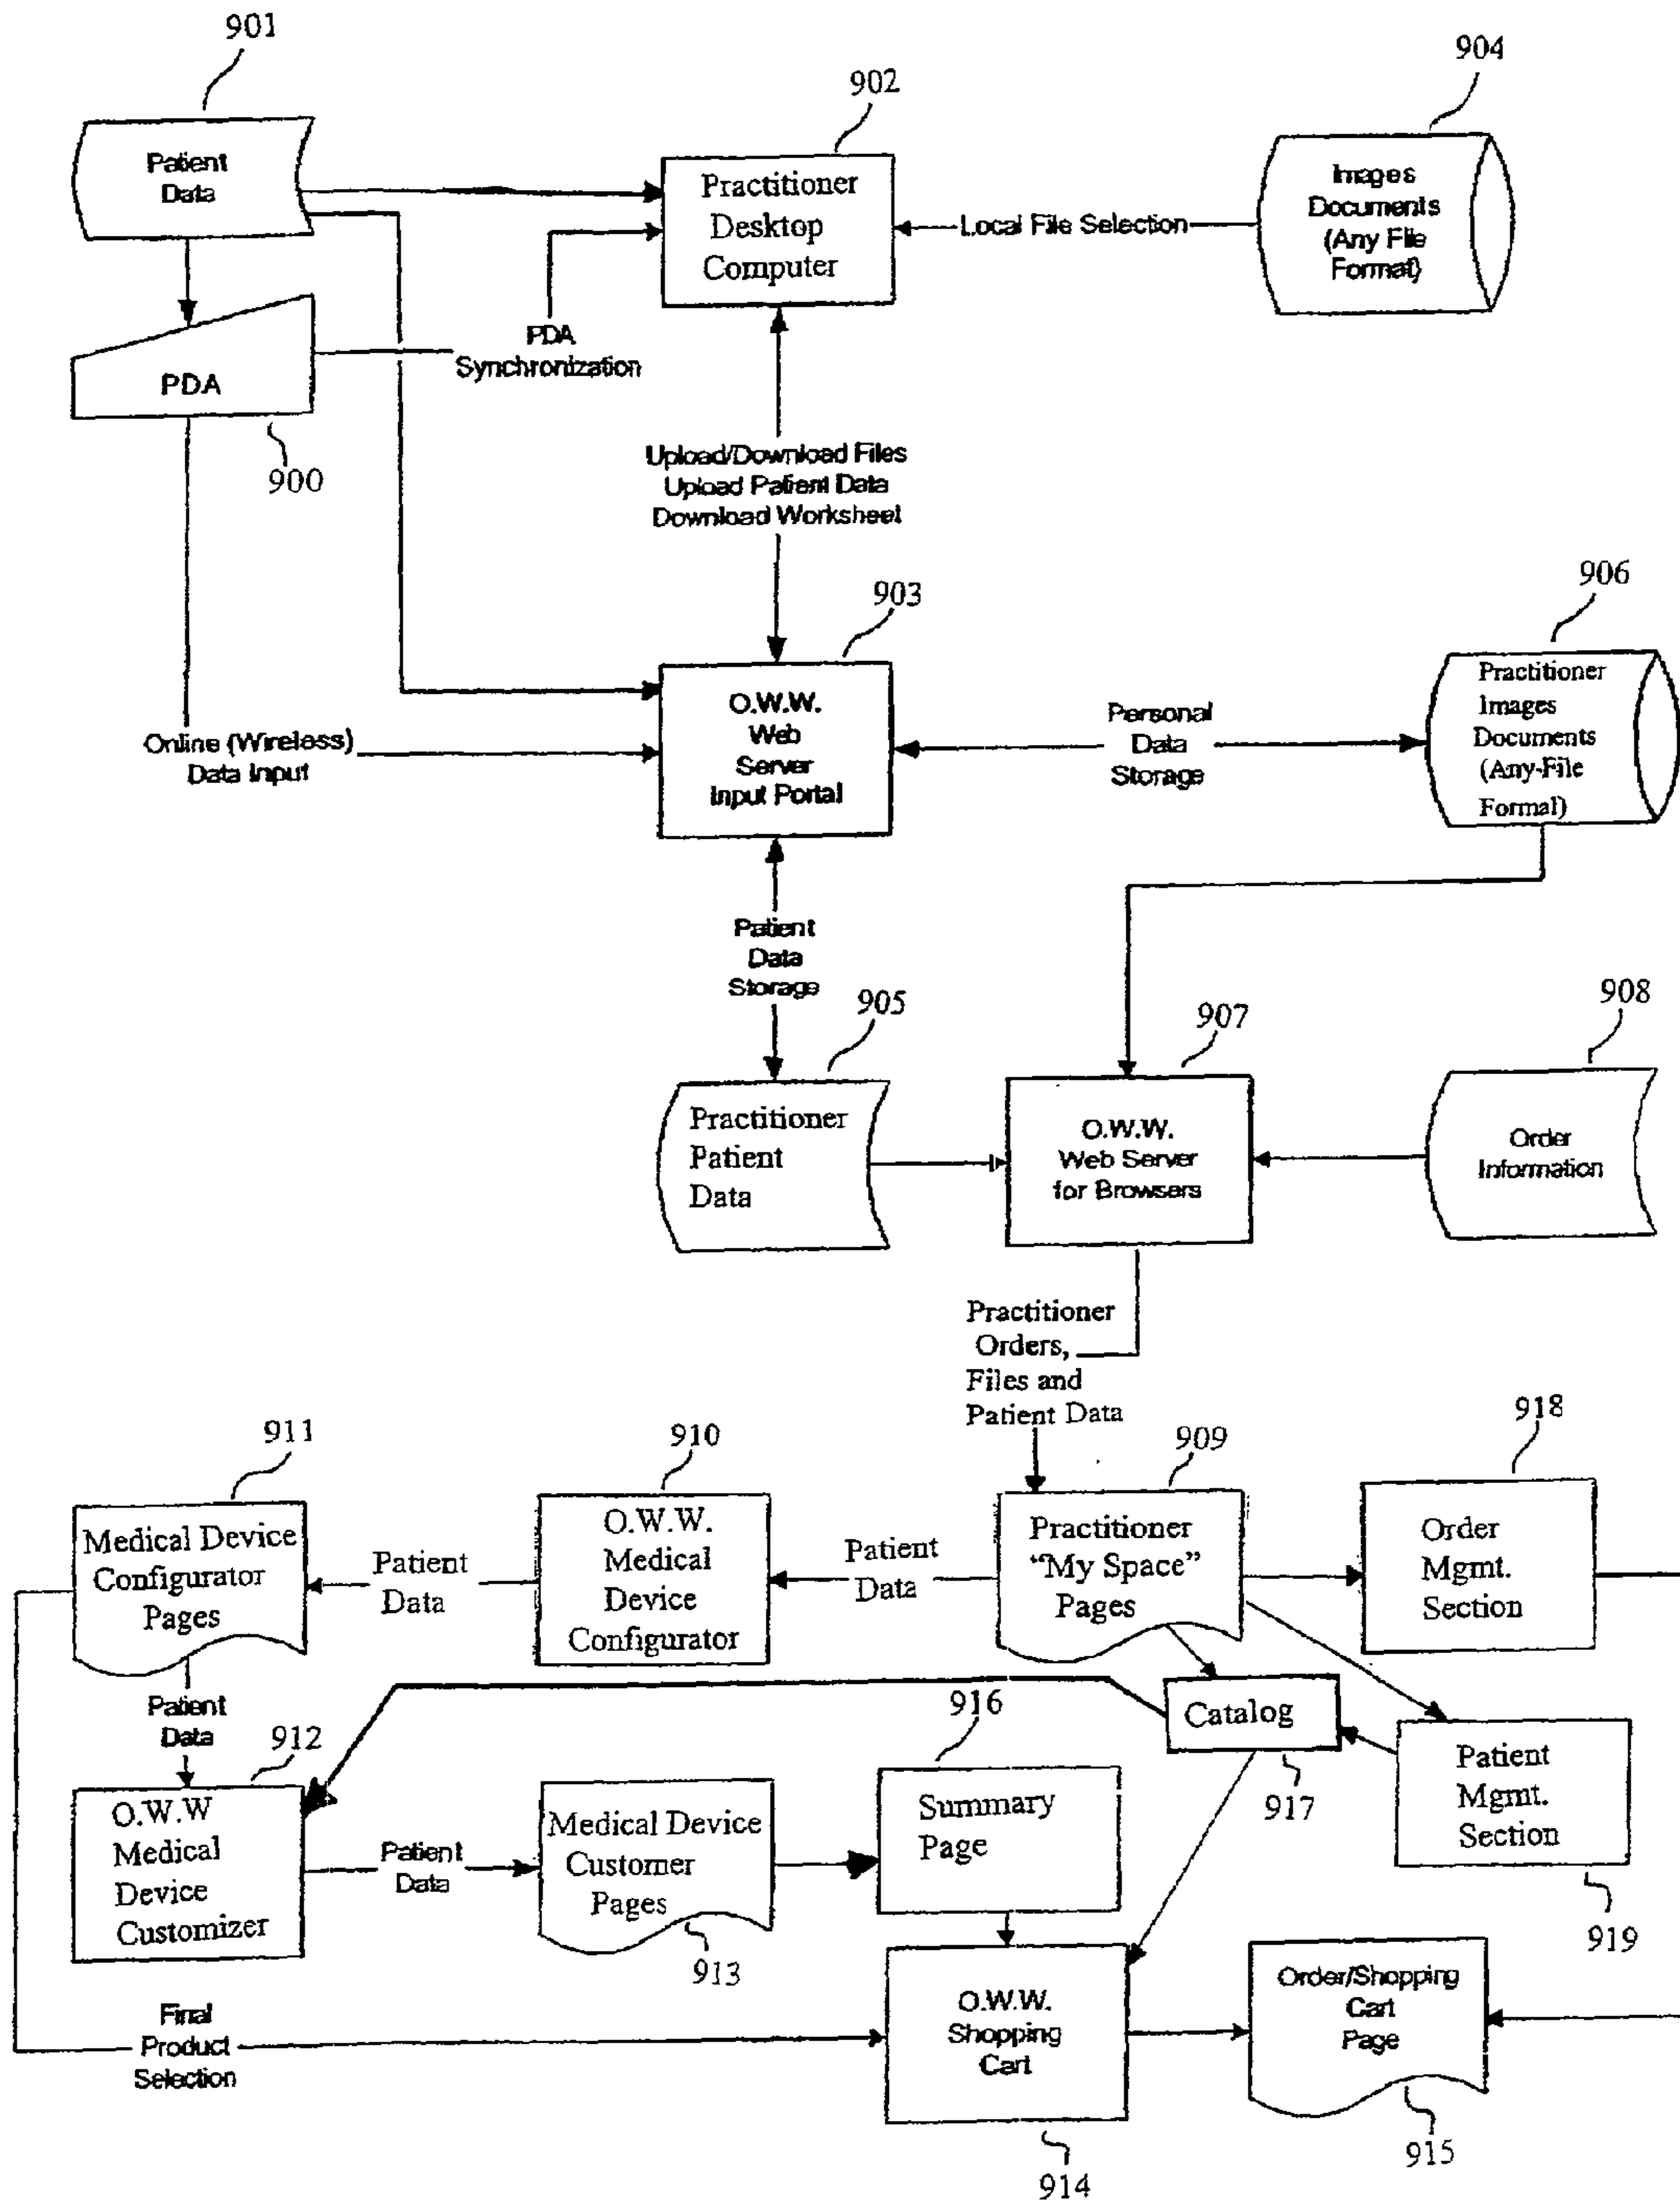 901
902
904
Patient
Data
Practitioner
Desktop
Computer
Local File Selection
Images
Documents
(Any File
Format)
PDA
900
PDA
Synchronization
Upload/Download Files
Upload Patient Data
Download Worksheet
903
906
O.W.W.
Web
Server
Input Portal
Online (Wireless)
Data Input
Personal
Data
Storage
Practitioner
Images
Documents
(Any-File
Formal)
Patient
Data
Storage
905
907
908
Practitioner
Patient
Data
O.W.W.
Web Server
for Browsers
Order
Information
Practitioner
Orders,
Files and
Patient Data
911
910
909
918
Medical Device
Configurator
Pages
Patient
Data
O.W.W.
Medical
Device
Configurator
Patient
Data
Practitioner
“My Space”
Pages
Order
Mgmt.
Section
Patient
Data
912
916
Catalog
917
Patient
Mgmt.
Section
919
O.W.W
Medical
Device
Customizer
Patient
Data
Medical Device
Customer
Pages
913
Summary
Page
Final
Product
Selection
O.W.W.
Shopping
Cart
914
Order/Shopping
Cart
Page
915